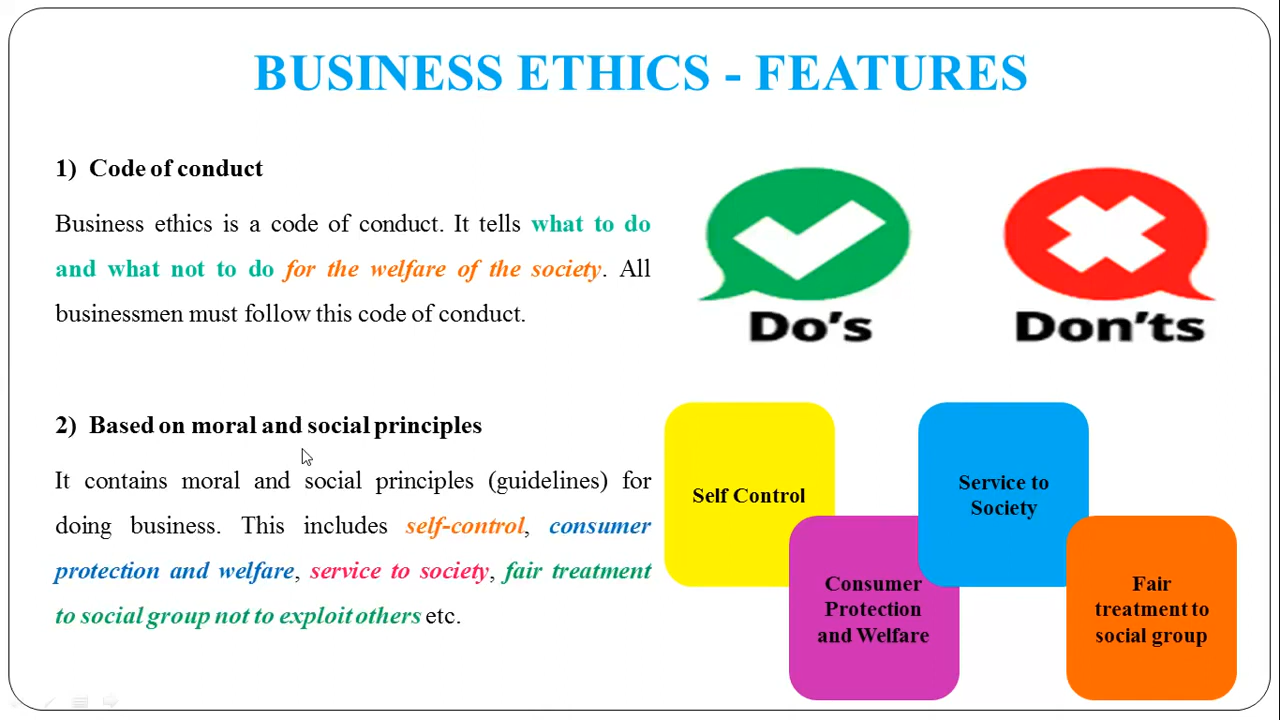 BUSINESS ETHICS - FEATURES
1) Code of conduct
Business ethics is a code of conduct. It tells what to do
and what not to do for the welfare of the society. All
businessmen must follow this code of conduct.
Do’s
Don’ts
2) Based on moral and social principles
It contains moral and social principles (guidelines) for
doing business. This includes self-control, consumer
protection and welfare, service to society, fair treatment
to social group not to exploit others etc.
Self Control
Consumer
Protection
and Welfare
Service to
Society
Fair
treatment to
social group